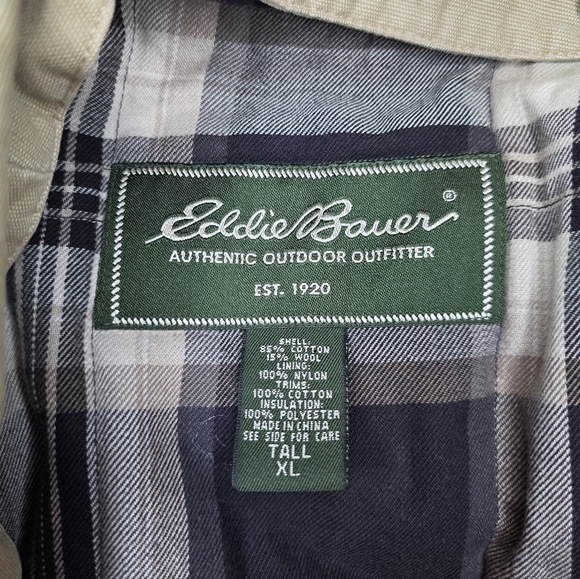 Eddie Bauer®
AUTHENTIC OUTDOOR OUTFITTER
EST. 1920
SHELL:
85% COTTON
15% WOOL
LINING:
100% NYLON
TRIMS:
100% COTTON
INSULATION:
100% POLYESTER
MADE IN CHINA
SEE SIDE FOR CARE
TALL
XL